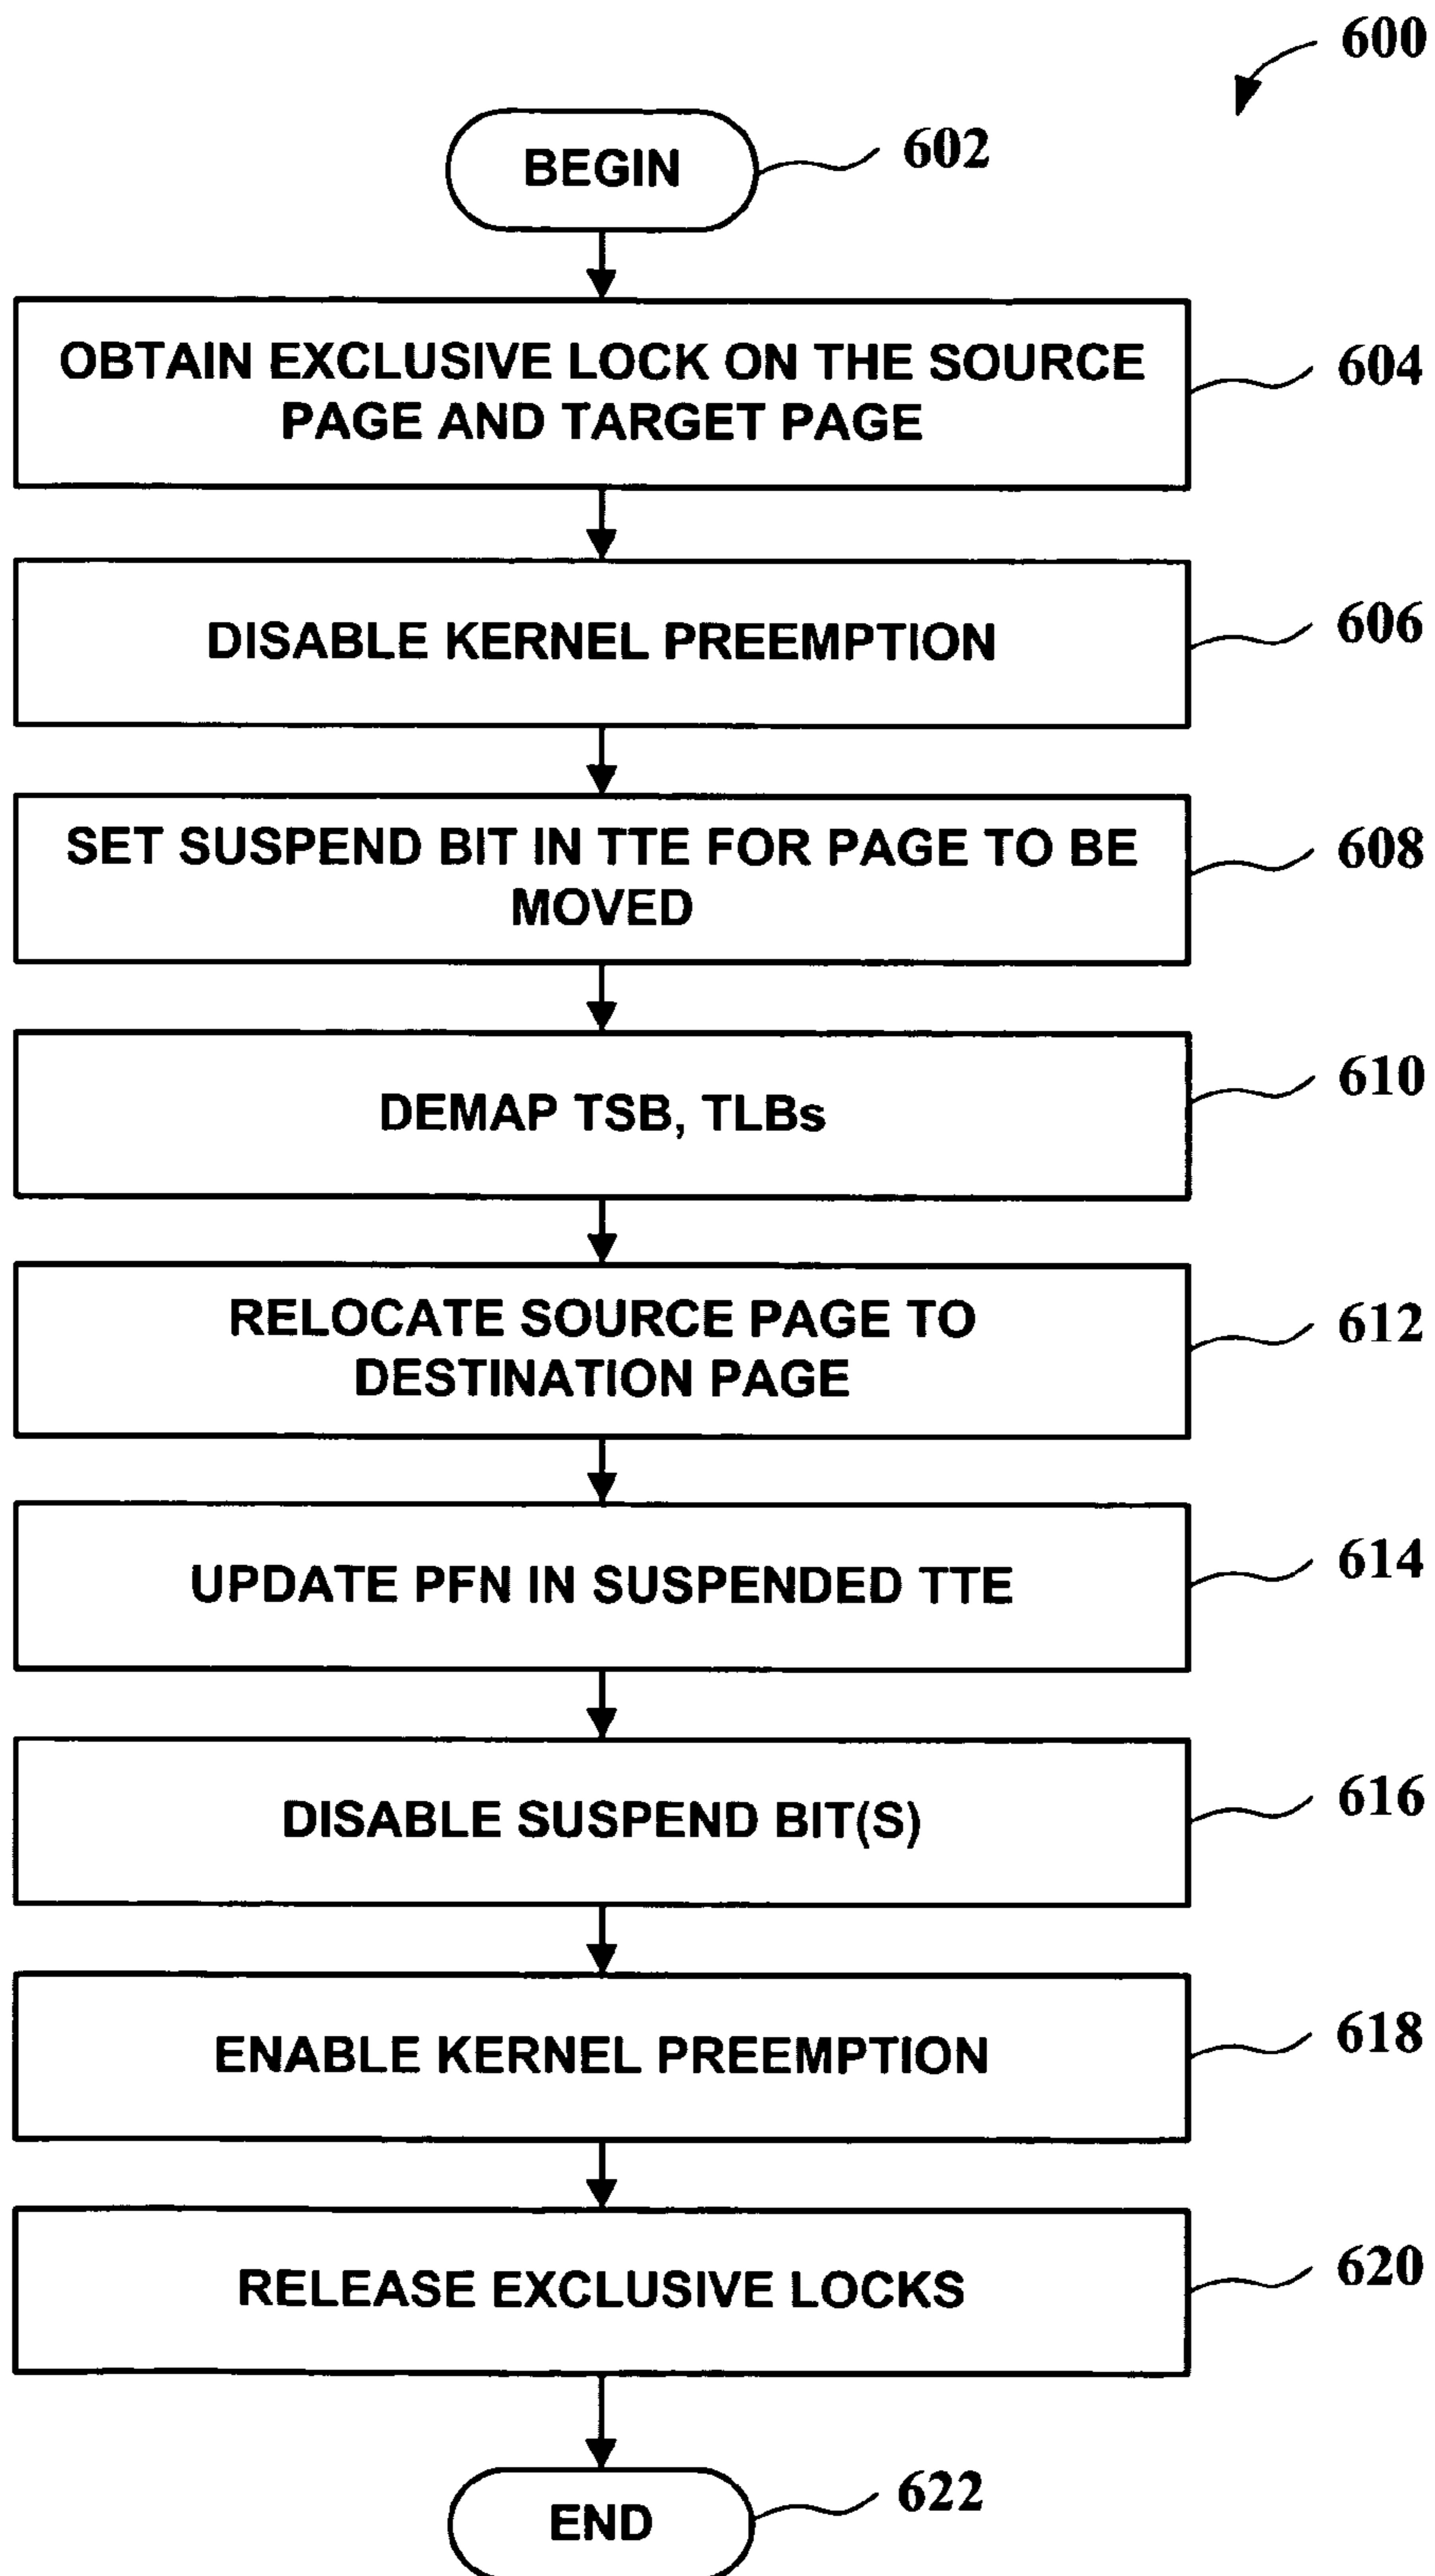 600
BEGIN
602
OBTAIN EXCLUSIVE LOCK ON THE SOURCE
PAGE AND TARGET PAGE
604
DISABLE KERNEL PREEMPTION
606
SET SUSPEND BIT IN TTE FOR PAGE TO BE
MOVED
608
DEMAP TSB, TLBs
610
RELOCATE SOURCE PAGE TO
DESTINATION PAGE
612
UPDATE PFN IN SUSPENDED TTE
614
DISABLE SUSPEND BIT(S)
616
ENABLE KERNEL PREEMPTION
618
RELEASE EXCLUSIVE LOCKS
620
END
622